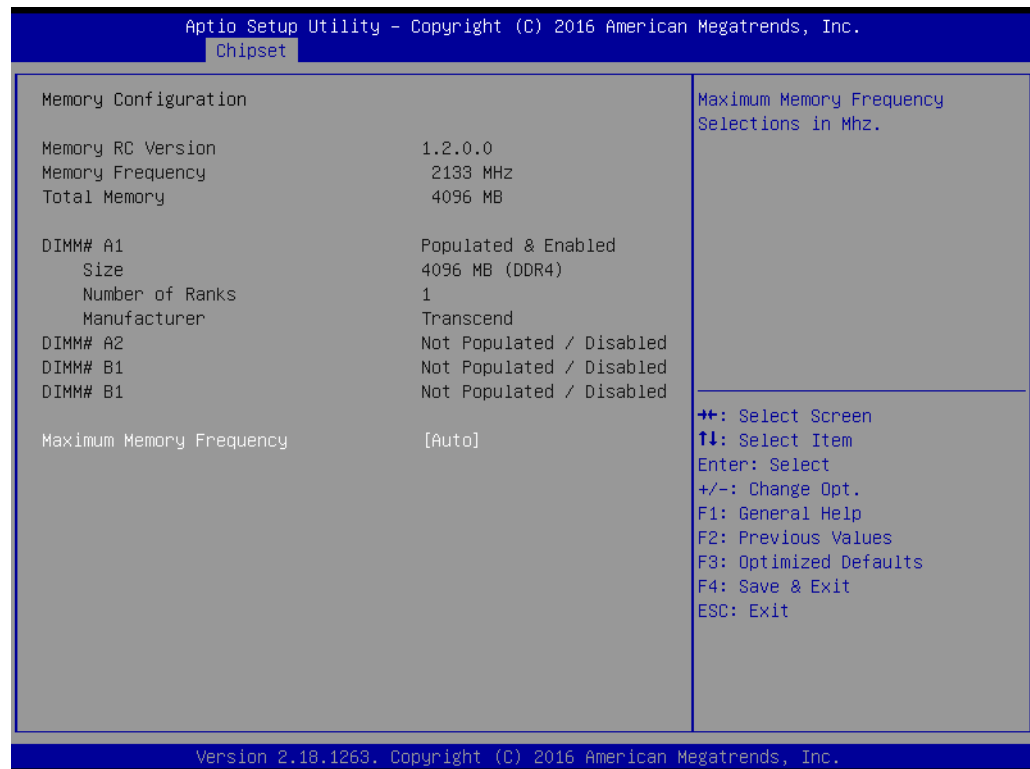 Aptio Setup Utility – Copyright (C) 2016 American Megatrends, Inc.
Chipset
Memory Configuration
Memory RC Version 1.2.0.0
Memory Frequency 2133 MHz
Total Memory 4096 MB
DIMM# A1 Populated & Enabled
Size 4096 MB (DDR4)
Number of Ranks 1
Manufacturer Transcend
DIMM# A2 Not Populated / Disabled
DIMM# B1 Not Populated / Disabled
DIMM# B1 Not Populated / Disabled
Maximum Memory Frequency [Auto]
Maximum Memory Frequency
Selections in Mhz.
→←: Select Screen
↑↓: Select Item
Enter: Select
+/-: Change Opt.
F1: General Help
F2: Previous Values
F3: Optimized Defaults
F4: Save & Exit
ESC: Exit
Version 2.18.1263. Copyright (C) 2016 American Megatrends, Inc.